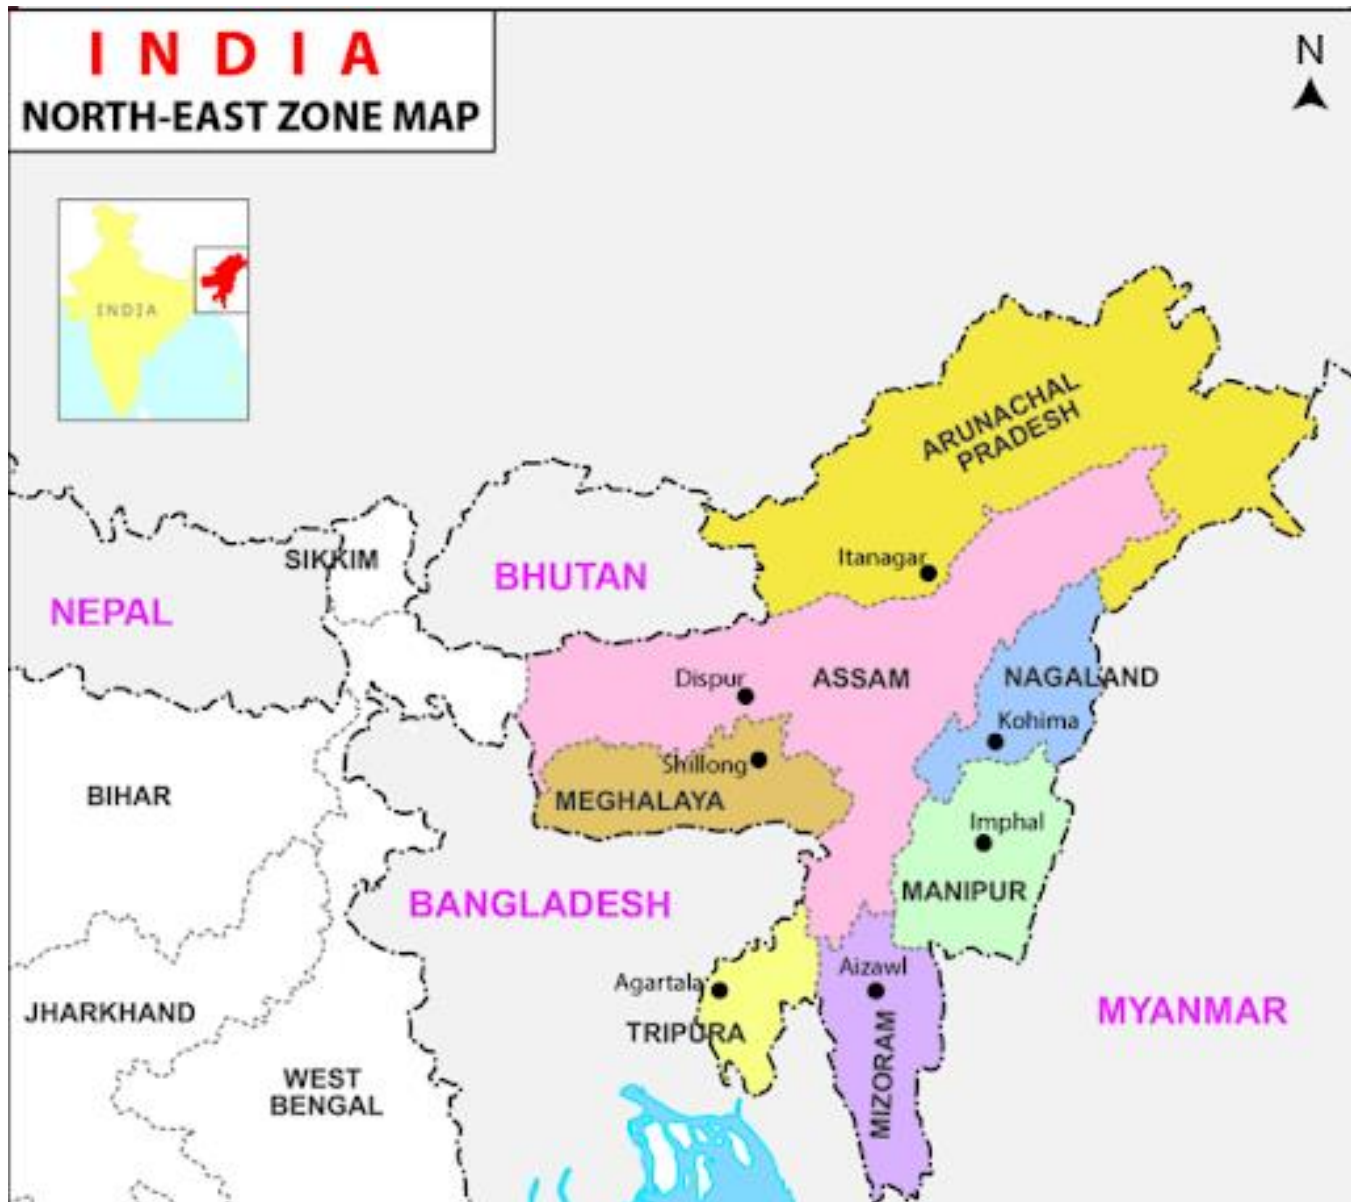 I N D I A
NORTH-EAST ZONE MAP
N
INDIA
ARUNACHAL
PRADESH
Itanagar
SIKKIM
BHUTAN
NEPAL
Dispur
ASSAM
NAGALAND
Kohima
Shillong
MEGHALAYA
BIHAR
Imphal
MANIPUR
BANGLADESH
Aizawl
Agartala
MYANMAR
JHARKHAND
TRIPURA
MIZORAM
WEST
BENGAL